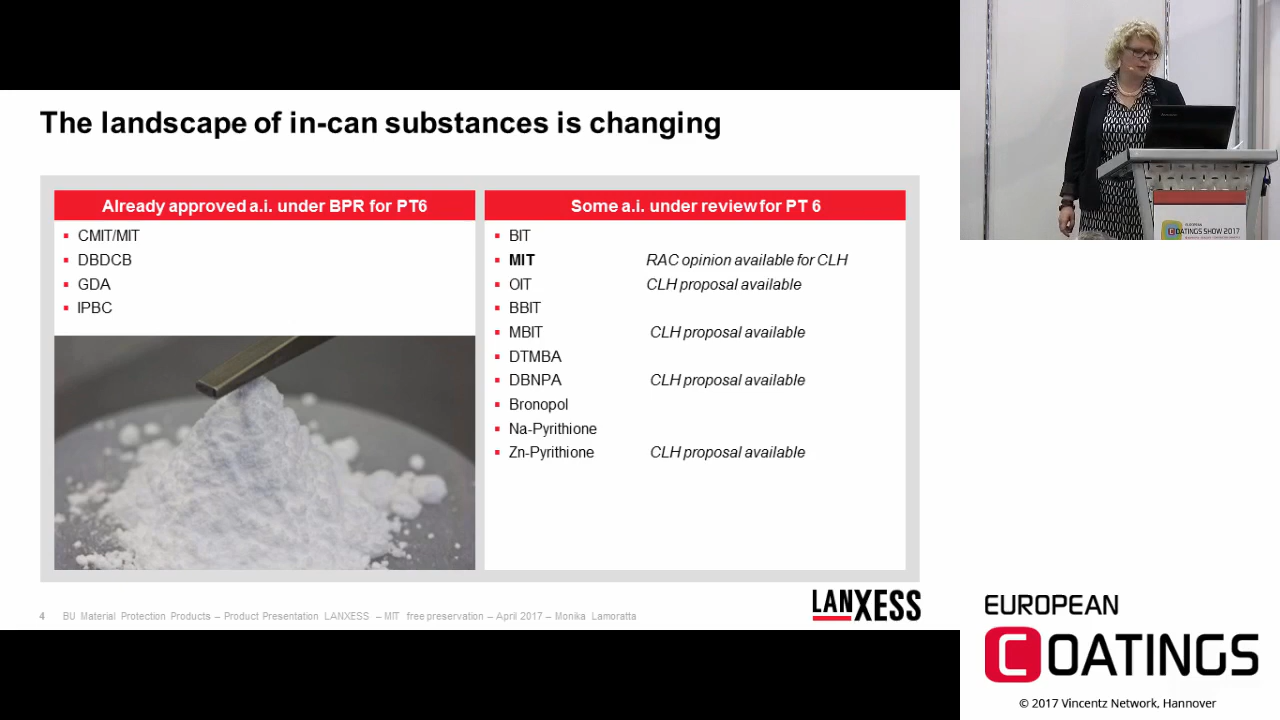 The landscape of in-can substances is changing
Already approved a.i. under BPR for PT6
CMIT/MIT
DBDCB
GDA
IPBC
Some a.i. under review for PT 6
BIT
MIT RAC opinion available for CLH
OIT CLH proposal available
BBIT
MBIT CLH proposal available
DTMBA
DBNPA CLH proposal available
Bronopol
Na-Pyrithione
Zn-Pyrithione CLH proposal available
4 BU Material Protection Products – Product Presentation LANXESS – MIT free preservation – April 2017 – Monika Lamoratta
LANXESS
EUROPEAN
COATINGS SHOW 2017
EUROPEAN
COATINGS
© 2017 Vincentz Network, Hannover